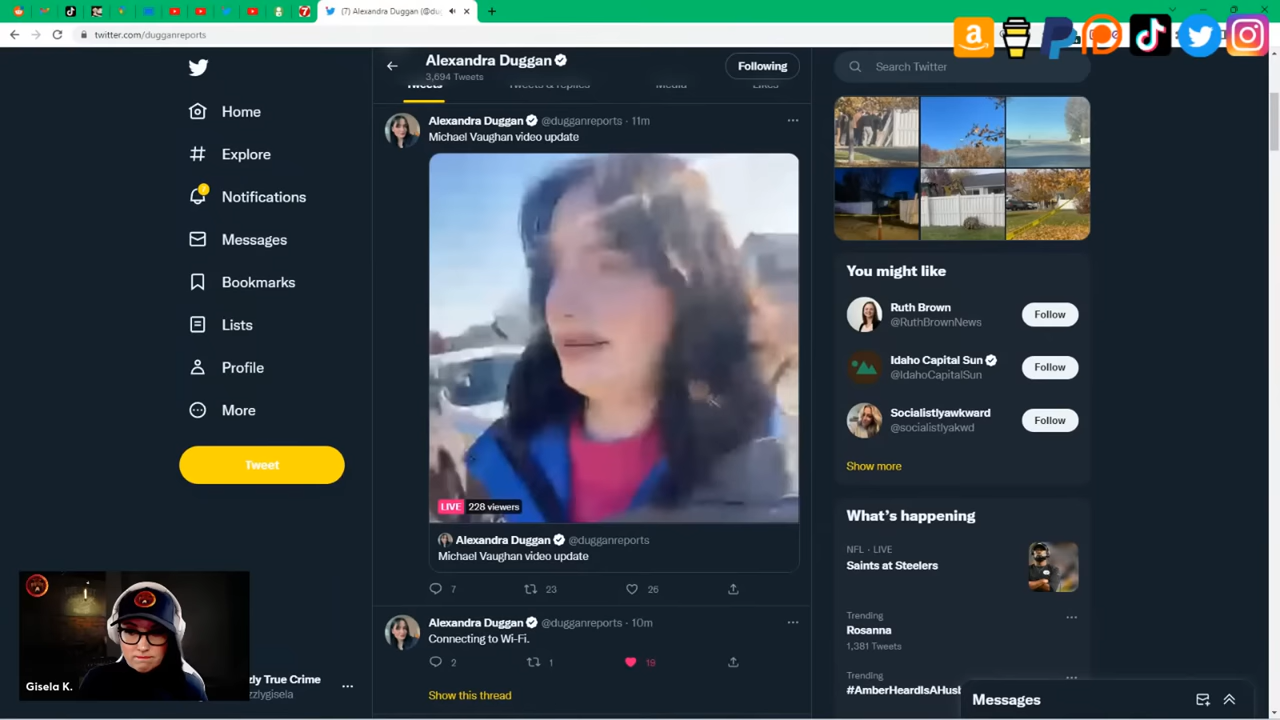 (7) Alexandra Duggan (@du
twitter.com/dugganreports
Alexandra Duggan
3,694 Tweets
Following
Search Twitter
Home
Explore
Notifications
Messages
Bookmarks
Lists
Profile
More
Tweet
Tweets
Tweets & replies
Media
Likes
Alexandra Duggan @dugganreports · 11m
Michael Vaughan video update
LIVE 228 viewers
Alexandra Duggan @dugganreports
Michael Vaughan video update
7 23 26
Alexandra Duggan @dugganreports · 10m
Connecting to Wi-Fi.
2 1 19
Show this thread
You might like
Ruth Brown
@RuthBrownNews
Follow
Idaho Capital Sun
@IdahoCapitalSun
Follow
Socialistlyawkward
@socialistlyakwd
Follow
Show more
What's happening
NFL · LIVE
Saints at Steelers
Trending
Rosanna
1,381 Tweets
Trending
#AmberHeardIsAHusb
Messages
Gisela K.
zly True Crime
zzlygisela